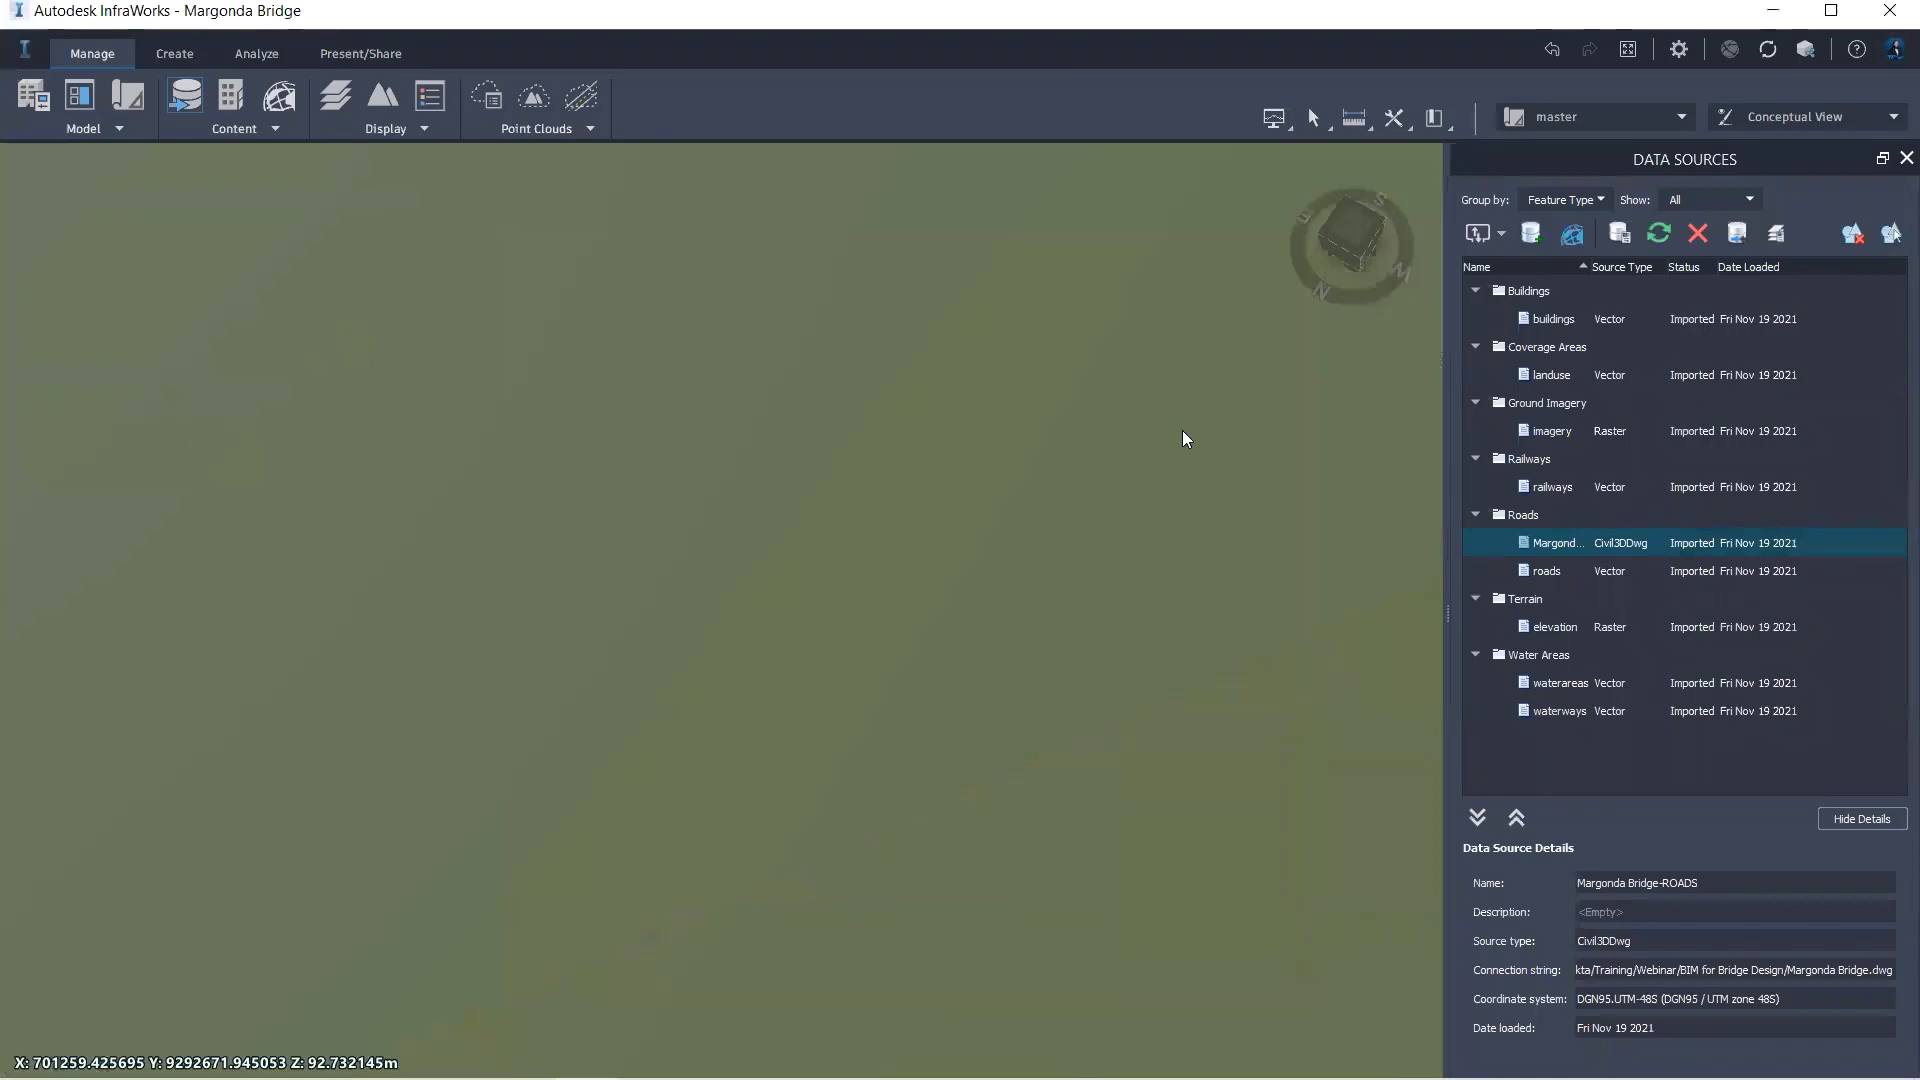 Autodesk InfraWorks - Margonda Bridge
Manage Create Analyze Present/Share
Model Content Display Point Clouds
master Conceptual View
DATA SOURCES
Group by: Feature Type Show: All
Name Source Type Status Date Loaded
Buildings
buildings Vector Imported Fri Nov 19 2021
Coverage Areas
landuse Vector Imported Fri Nov 19 2021
Ground Imagery
imagery Raster Imported Fri Nov 19 2021
Railways
railways Vector Imported Fri Nov 19 2021
Roads
Margond... Civil3DDwg Imported Fri Nov 19 2021
roads Vector Imported Fri Nov 19 2021
Terrain
elevation Raster Imported Fri Nov 19 2021
Water Areas
waterareas Vector Imported Fri Nov 19 2021
waterways Vector Imported Fri Nov 19 2021
Hide Details
Data Source Details
Name: Margonda Bridge-ROADS
Description: <Empty>
Source type: Civil3DDwg
Connection string: kta/Training/Webinar/BIM for Bridge Design/Margonda Bridge.dwg
Coordinate system: DGN95.UTM-48S (DGN95 / UTM zone 48S)
Date loaded: Fri Nov 19 2021
X: 701259.425695 Y: 9292671.945053 Z: 92.732145m